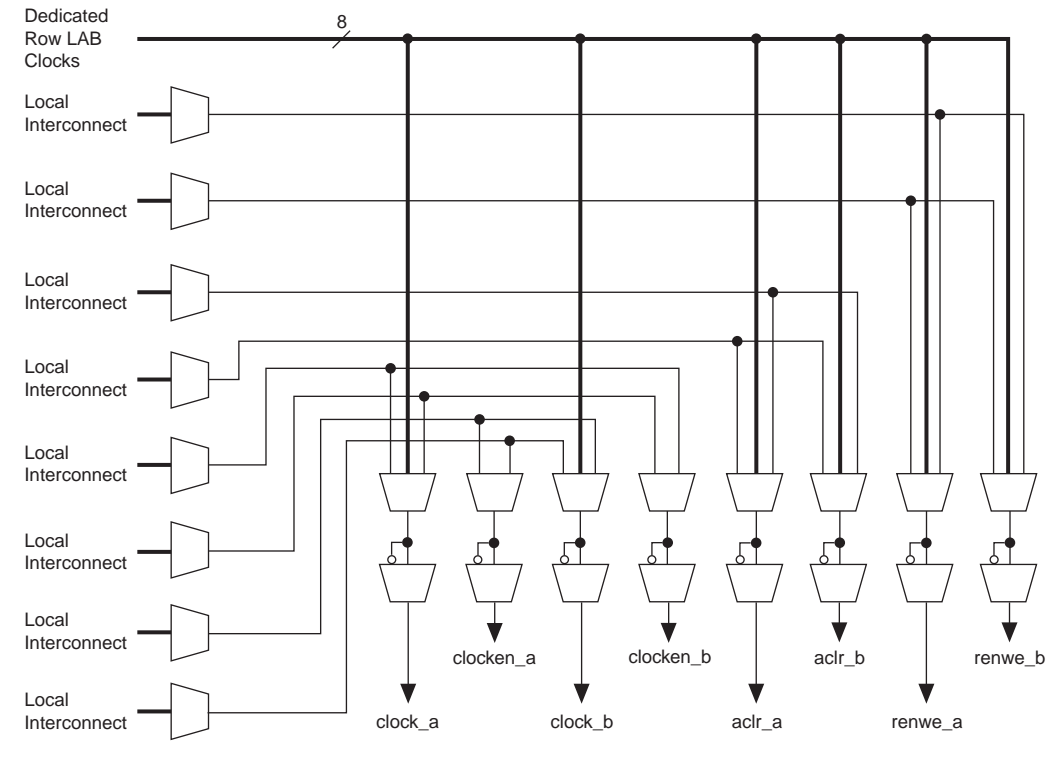 Dedicated
Row LAB
Clocks
8
Local
Interconnect
Local
Interconnect
Local
Interconnect
Local
Interconnect
Local
Interconnect
Local
Interconnect
Local
Interconnect
Local
Interconnect
clocken_a
clocken_b
aclr_b
renwe_b
clock_a
clock_b
aclr_a
renwe_a